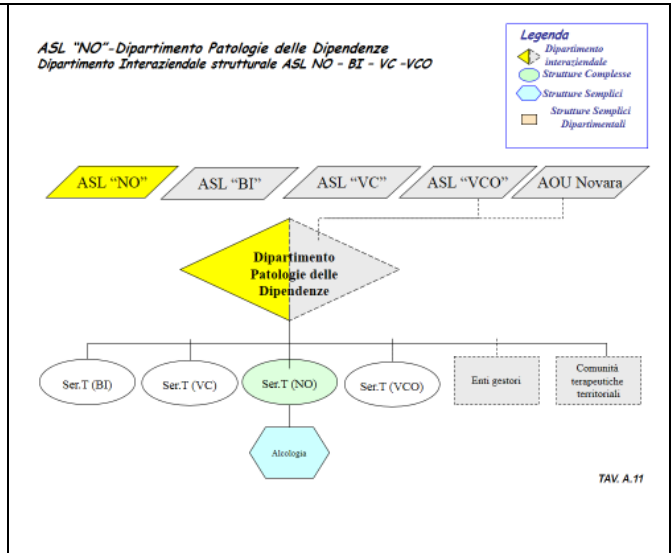 ASL “NO”-Dipartimento Patologie delle Dipendenze
Dipartimento Interaziendale strutturale ASL NO – BI – VC –VCO
Legenda
Dipartimento
interaziendale
Strutture Complesse
Strutture Semplici
Strutture Semplici
Dipartimentali
ASL “NO”
ASL “BI”
ASL “VC”
ASL “VCO”
AOU Novara
Dipartimento
Patologie delle
Dipendenze
Ser.T (BI)
Ser.T (VC)
Ser.T (NO)
Ser.T (VCO)
Enti gestori
Comunità
terapeutiche
territoriali
Alcologia
TAV. A.11